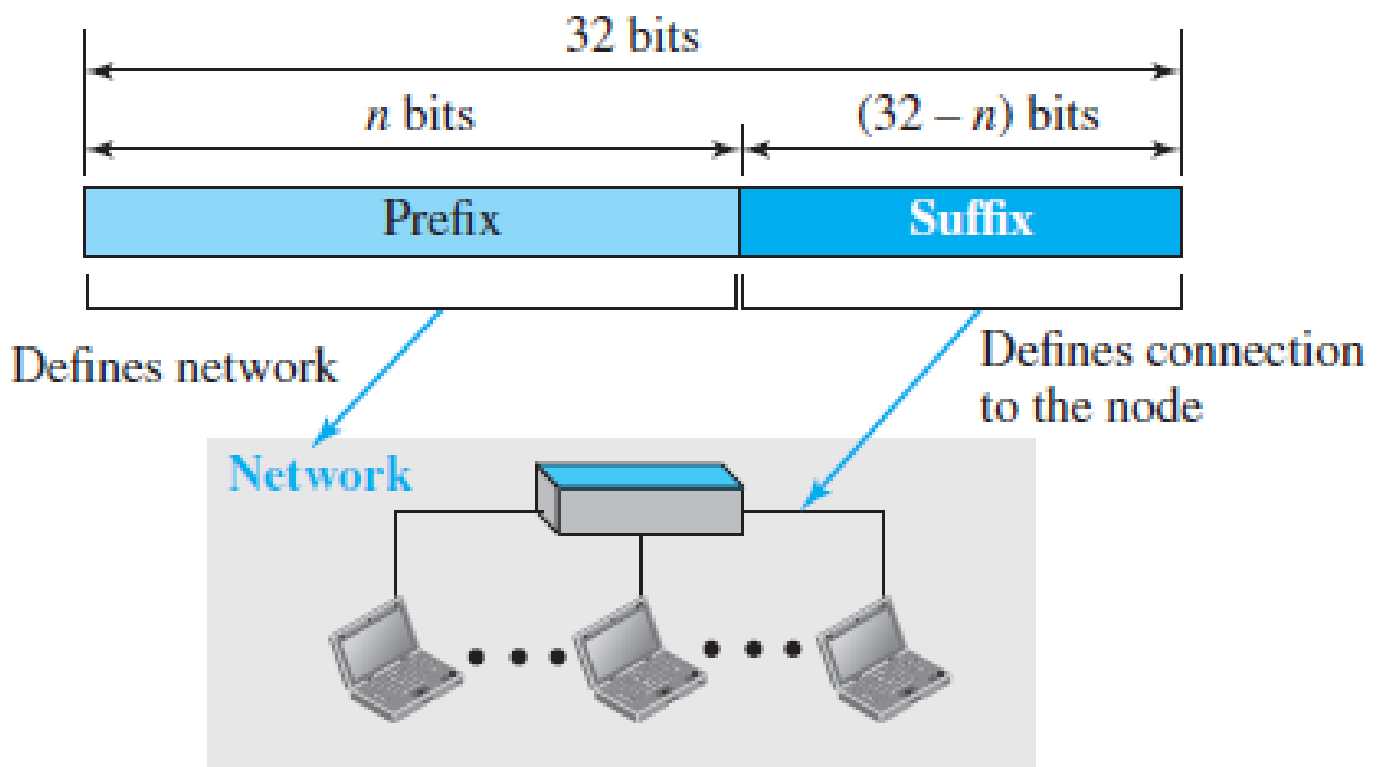 32 bits
n bits
(32 – n) bits
Prefix
Suffix
Defines network
Defines connection
to the node
Network